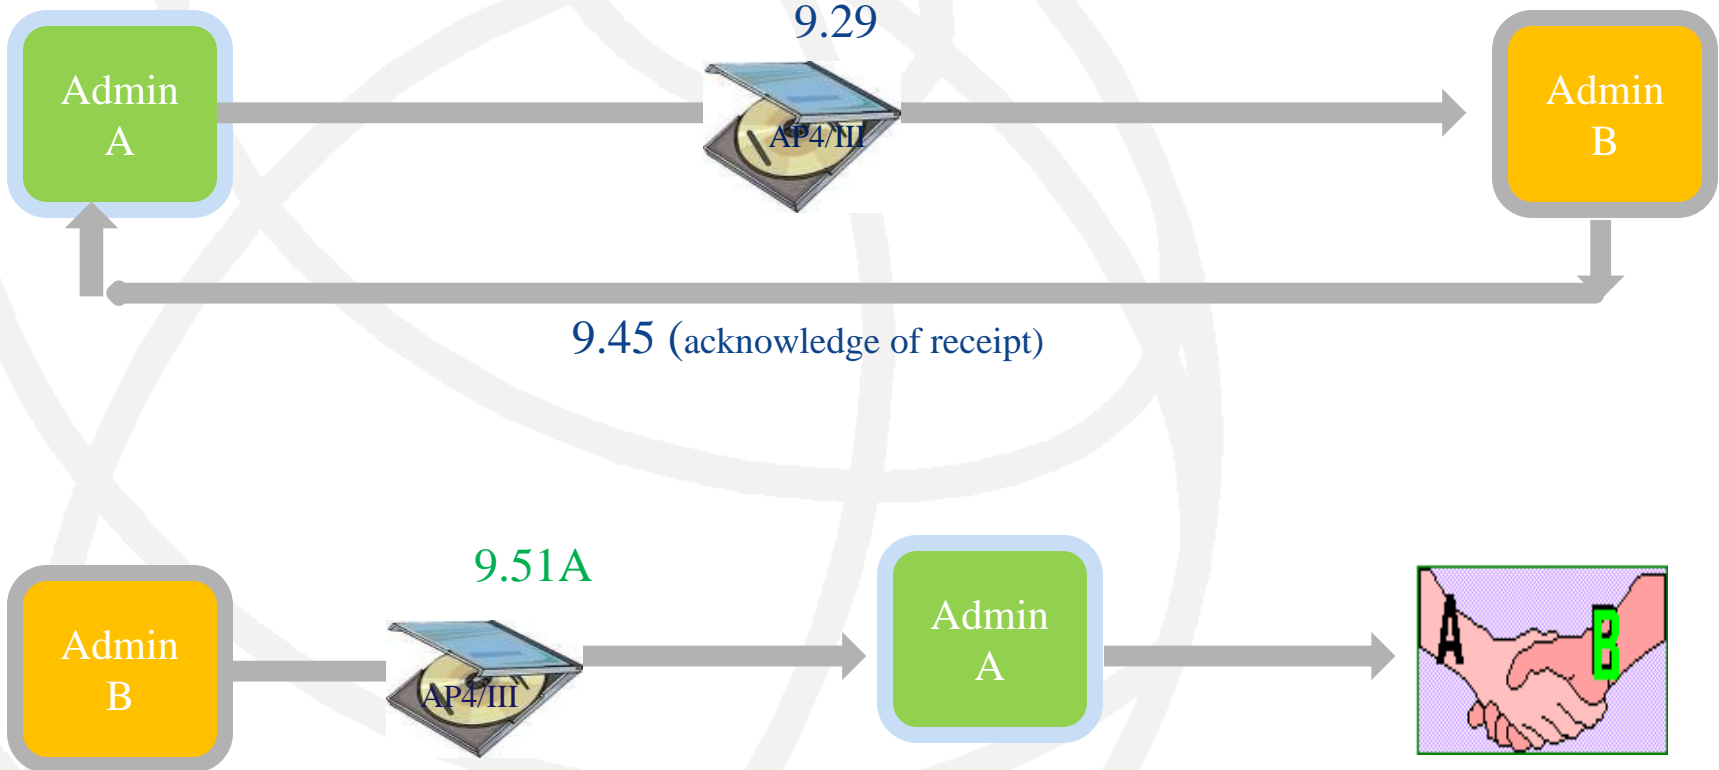 9.29
Admin
A
AP4/III
Admin
B
9.45 (acknowledge of receipt)
9.51A
Admin
B
AP4/III
Admin
A
A
B